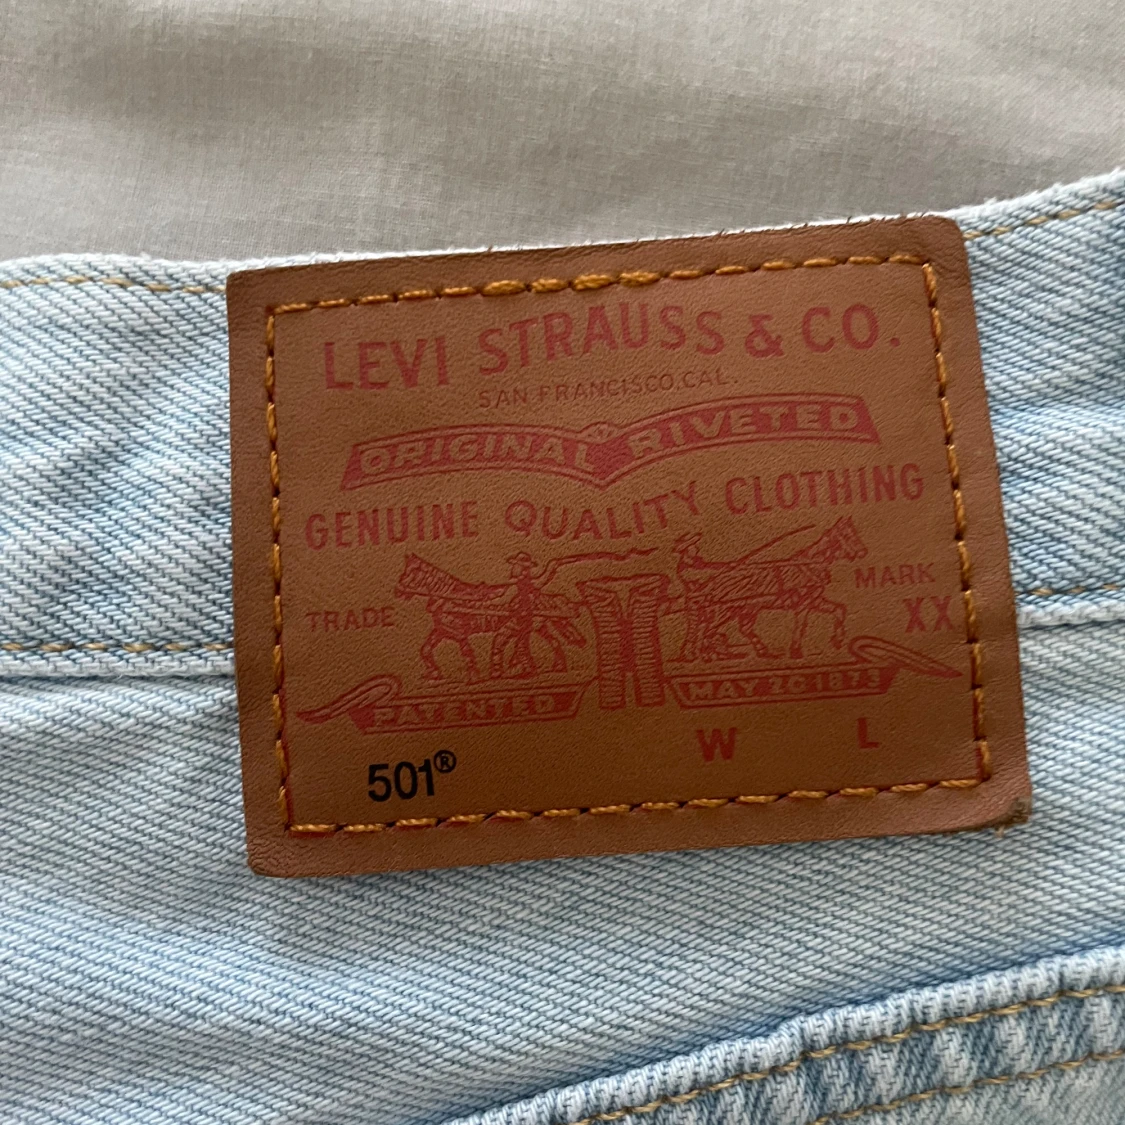 LEVI STRAUSS & CO.
SAN FRANCISCO, CAL.
ORIGINAL RIVETED
GENUINE QUALITY CLOTHING
TRADE MARK
XX
PATENTED MAY 20 1873
W L
501®